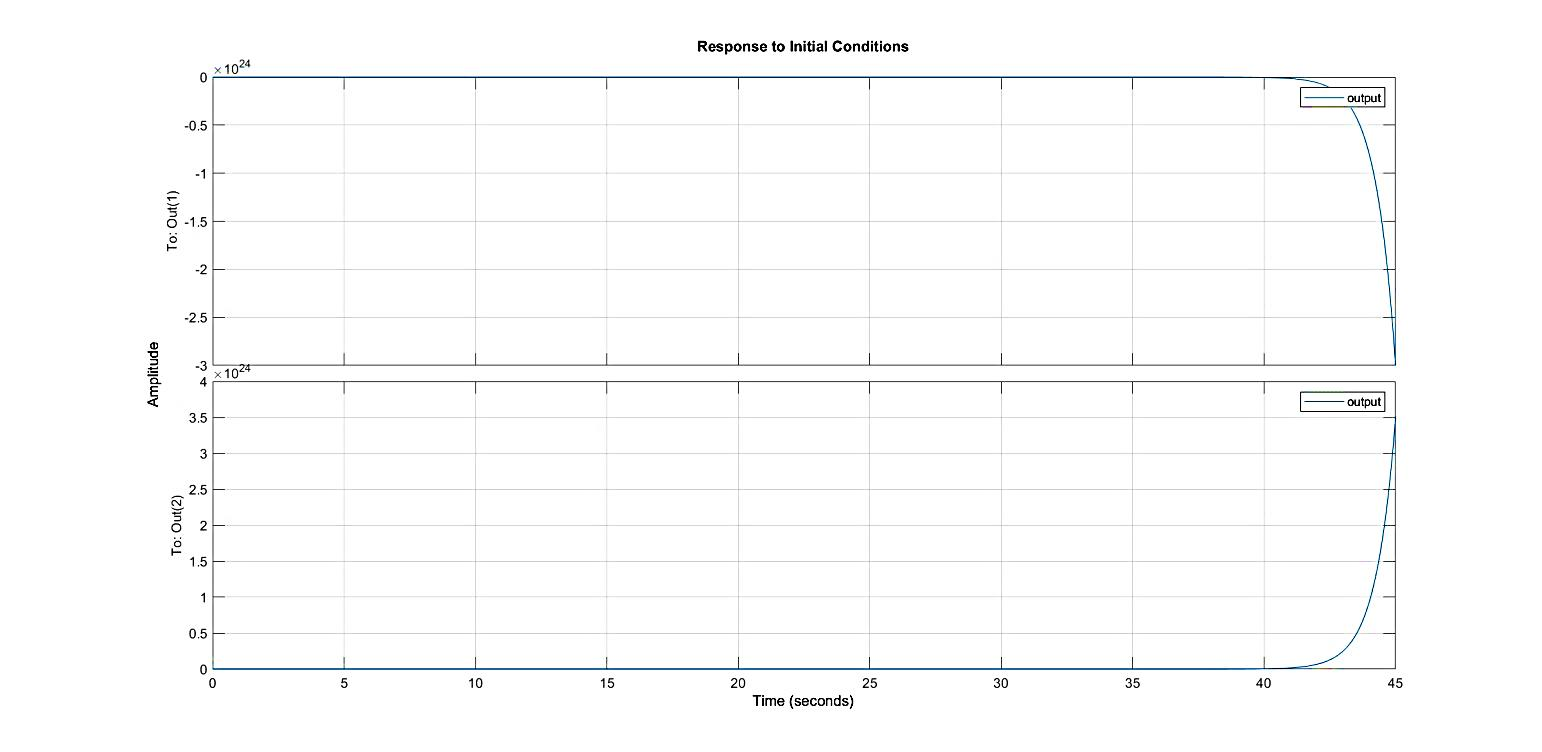 Response to Initial Conditions
×10^24
0
-0.5
-1
-1.5
-2
-2.5
-3
To: Out(1)
output
Amplitude
×10^24
4
3.5
3
2.5
2
1.5
1
0.5
0
To: Out(2)
output
0 5 10 15 20 25 30 35 40 45
Time (seconds)